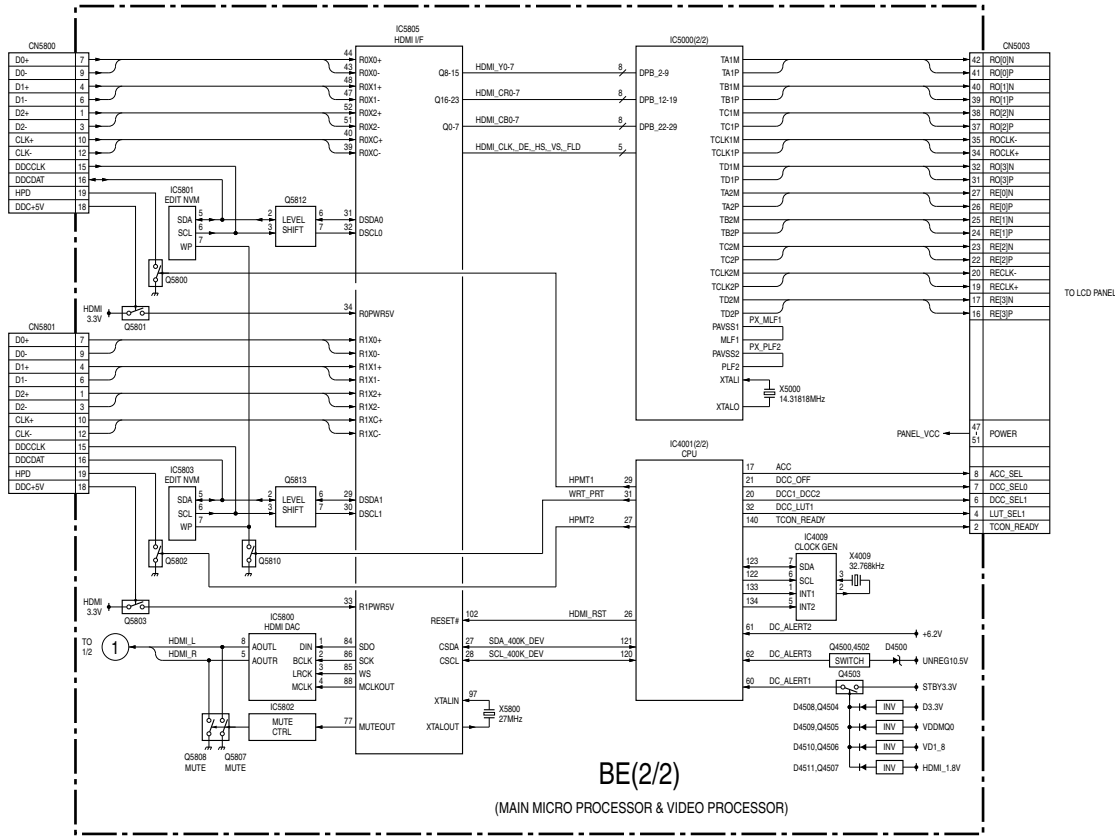 CN5800
D0+ 7
D0- 9
D1+ 4
D1- 6
D2+ 1
D2- 3
CLK+ 10
CLK- 12
DDCCLK 15
DDCDAT 16
HPD 19
DDC+5V 18
IC5801
EDIT NVM
SDA 5
SCL 6
WP 7
Q5812
2 LEVEL 6
3 SHIFT 7
Q5800
HDMI
3.3V
Q5801
CN5801
D0+ 7
D0- 9
D1+ 4
D1- 6
D2+ 1
D2- 3
CLK+ 10
CLK- 12
DDCCLK 15
DDCDAT 16
HPD 19
DDC+5V 18
IC5803
EDIT NVM
SDA 5
SCL 6
WP 7
Q5813
2 LEVEL 6
3 SHIFT 7
Q5802
Q5810
HDMI
3.3V
Q5803
TO
1/2
1
HDMI_L
HDMI_R
IC5800
HDMI DAC
8 AOUTL DIN 1
5 AOUTR BCLK 2
LRCK 3
MCLK 4
IC5802
MUTE
CTRL
Q5808
MUTE
Q5807
MUTE
IC5805
HDMI I/F
44 R0X0+
43 R0X0-
48 R0X1+
47 R0X1-
52 R0X2+
51 R0X2-
40 R0XC+
39 R0XC-
31 DSDA0
32 DSCL0
34 R0PWR5V
R1X0+
R1X0-
R1X1+
R1X1-
R1X2+
R1X2-
R1XC+
R1XC-
29 DSDA1
30 DSCL1
33 R1PWR5V
84 SDO
86 SCK
85 WS
88 MCLKOUT
77 MUTEOUT
Q8-15 HDMI_Y0-7 8
Q16-23 HDMI_CR0-7 8
Q0-7 HDMI_CB0-7 8
HDMI_CLK,_DE,_HS,_VS,_FLD 5
RESET# 102 HDMI_RST 26
CSDA 27 SDA_400K_DEV 121
CSCL 28 SCL_400K_DEV 120
XTALIN 97
XTALOUT
X5800
27MHz
IC5000(2/2)
DPB_2-9
DPB_12-19
DPB_22-29
TA1M
TA1P
TB1M
TB1P
TC1M
TC1P
TCLK1M
TCLK1P
TD1M
TD1P
TA2M
TA2P
TB2M
TB2P
TC2M
TC2P
TCLK2M
TCLK2P
TD2M
TD2P
PAVSS1 PX_MLF1
MLF1
PAVSS2 PX_PLF2
PLF2
XTALI
XTALO
X5000
14.31818MHz
IC4001(2/2)
CPU
HPMT1 29
WRT_PRT 31
HPMT2 27
17 ACC
21 DCC_OFF
20 DCC1_DCC2
32 DCC_LUT1
140 TCON_READY
IC4009
CLOCK GEN
123 7 SDA
122 6 SCL
133 1 INT1
134 5 INT2
3
2
X4009
32.768kHz
61 DC_ALERT2 +6.2V
Q4500,4502 D4500
62 DC_ALERT3 SWITCH UNREG10.5V
Q4503
60 DC_ALERT1 STBY3.3V
D4508,Q4504 INV D3.3V
D4509,Q4505 INV VDDMQ0
D4510,Q4506 INV VD1_8
D4511,Q4507 INV HDMI_1.8V
CN5003
42 RO[0]N
41 RO[0]P
40 RO[1]N
39 RO[1]P
38 RO[2]N
37 RO[2]P
35 ROCLK-
34 ROCLK+
32 RO[3]N
31 RO[3]P
27 RE[0]N
26 RE[0]P
25 RE[1]N
24 RE[1]P
23 RE[2]N
22 RE[2]P
20 RECLK-
19 RECLK+
17 RE[3]N
16 RE[3]P
TO LCD PANEL
PANEL_VCC
47
51
POWER
8 ACC_SEL
7 DCC_SEL0
6 DCC_SEL1
4 LUT_SEL1
2 TCON_READY
BE(2/2)
(MAIN MICRO PROCESSOR & VIDEO PROCESSOR)